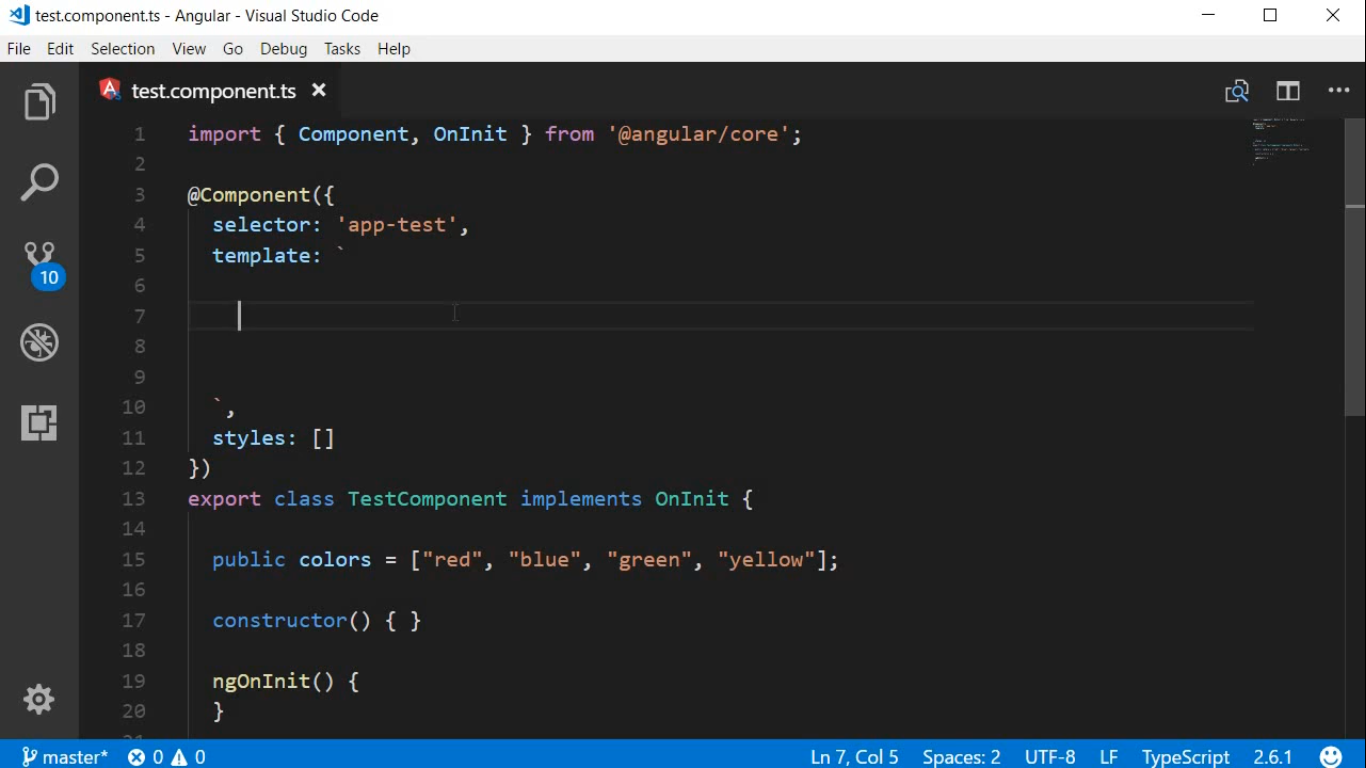 test.component.ts - Angular - Visual Studio Code
File Edit Selection View Go Debug Tasks Help
test.component.ts
1 import { Component, OnInit } from '@angular/core';
2
3 @Component({
4 selector: 'app-test',
5 template: `
6
7
8
9
10 `,
11 styles: []
12 })
13 export class TestComponent implements OnInit {
14
15 public colors = ["red", "blue", "green", "yellow"];
16
17 constructor() { }
18
19 ngOnInit() {
20 }
10
master* 0 0 Ln 7, Col 5 Spaces: 2 UTF-8 LF TypeScript 2.6.1